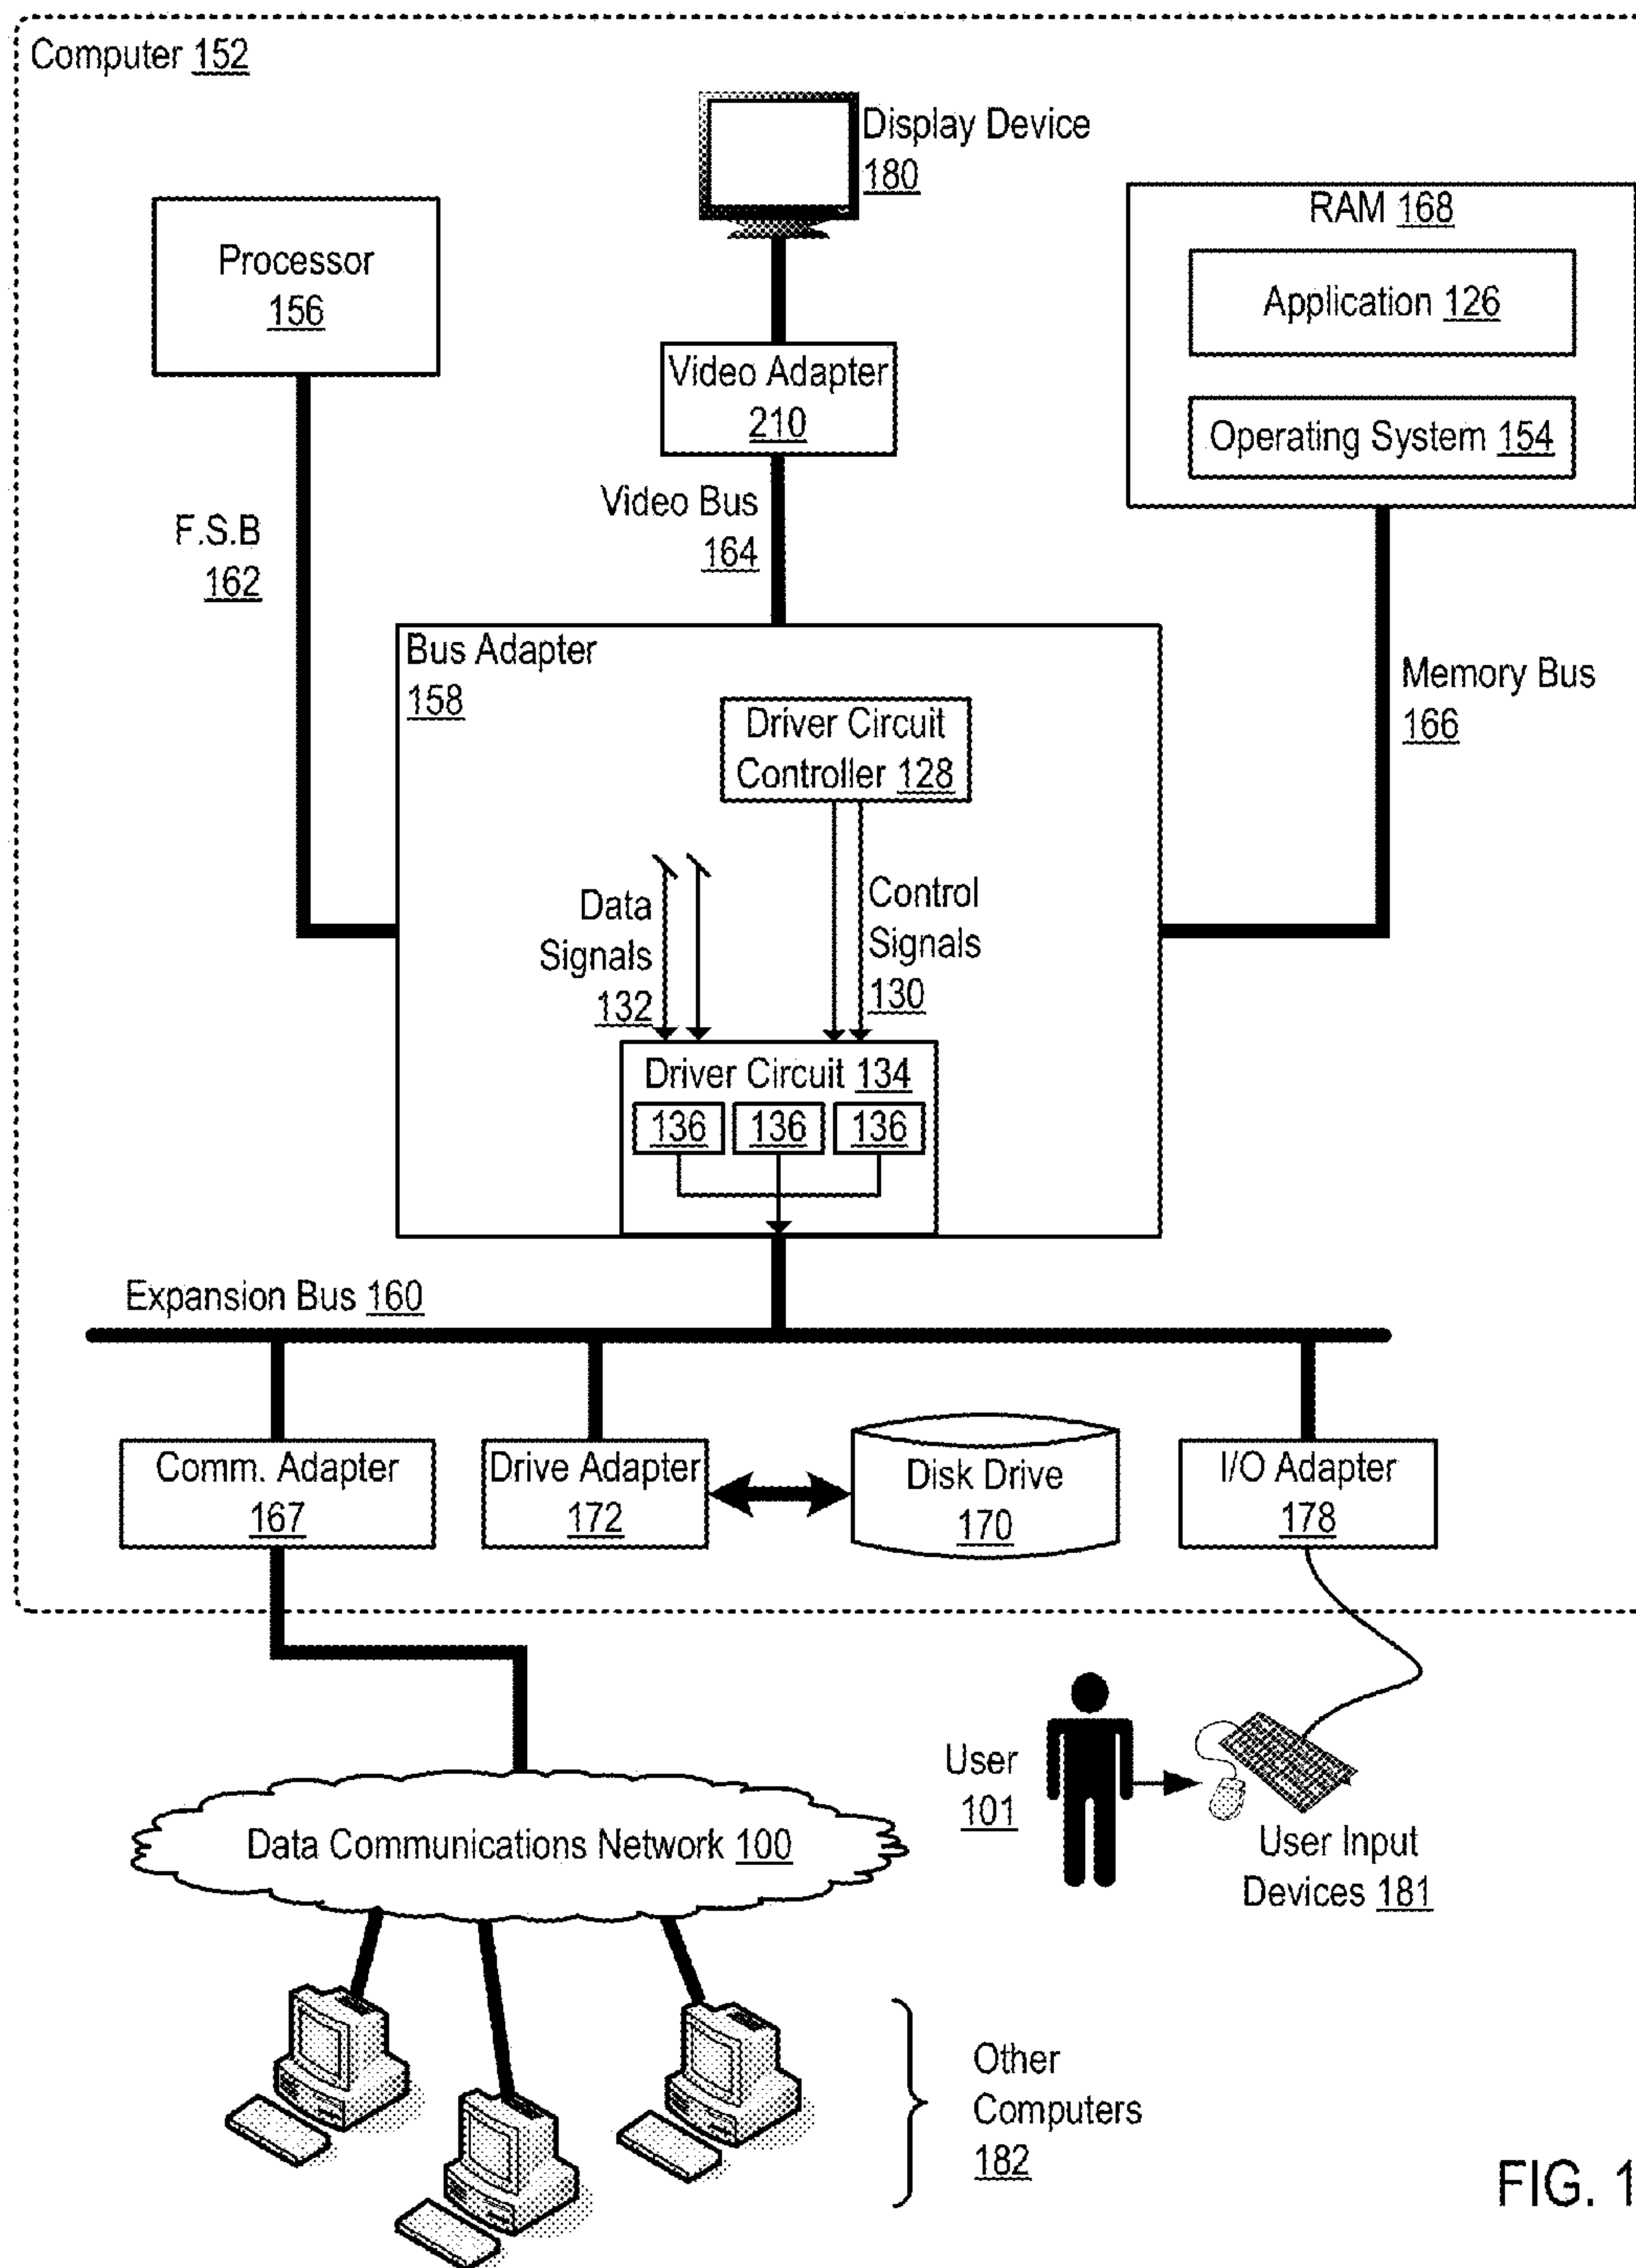 Computer 152
Display Device
180
Processor
156
RAM 168
Application 126
Operating System 154
Video Adapter
210
Video Bus
164
F.S.B
162
Bus Adapter
158
Memory Bus
166
Driver Circuit
Controller 128
Data
Signals
132
Control
Signals
130
Driver Circuit 134
136 136 136
Expansion Bus 160
Comm. Adapter
167
Drive Adapter
172
Disk Drive
170
I/O Adapter
178
User
101
User Input
Devices 181
Data Communications Network 100
Other
Computers
182
FIG. 1